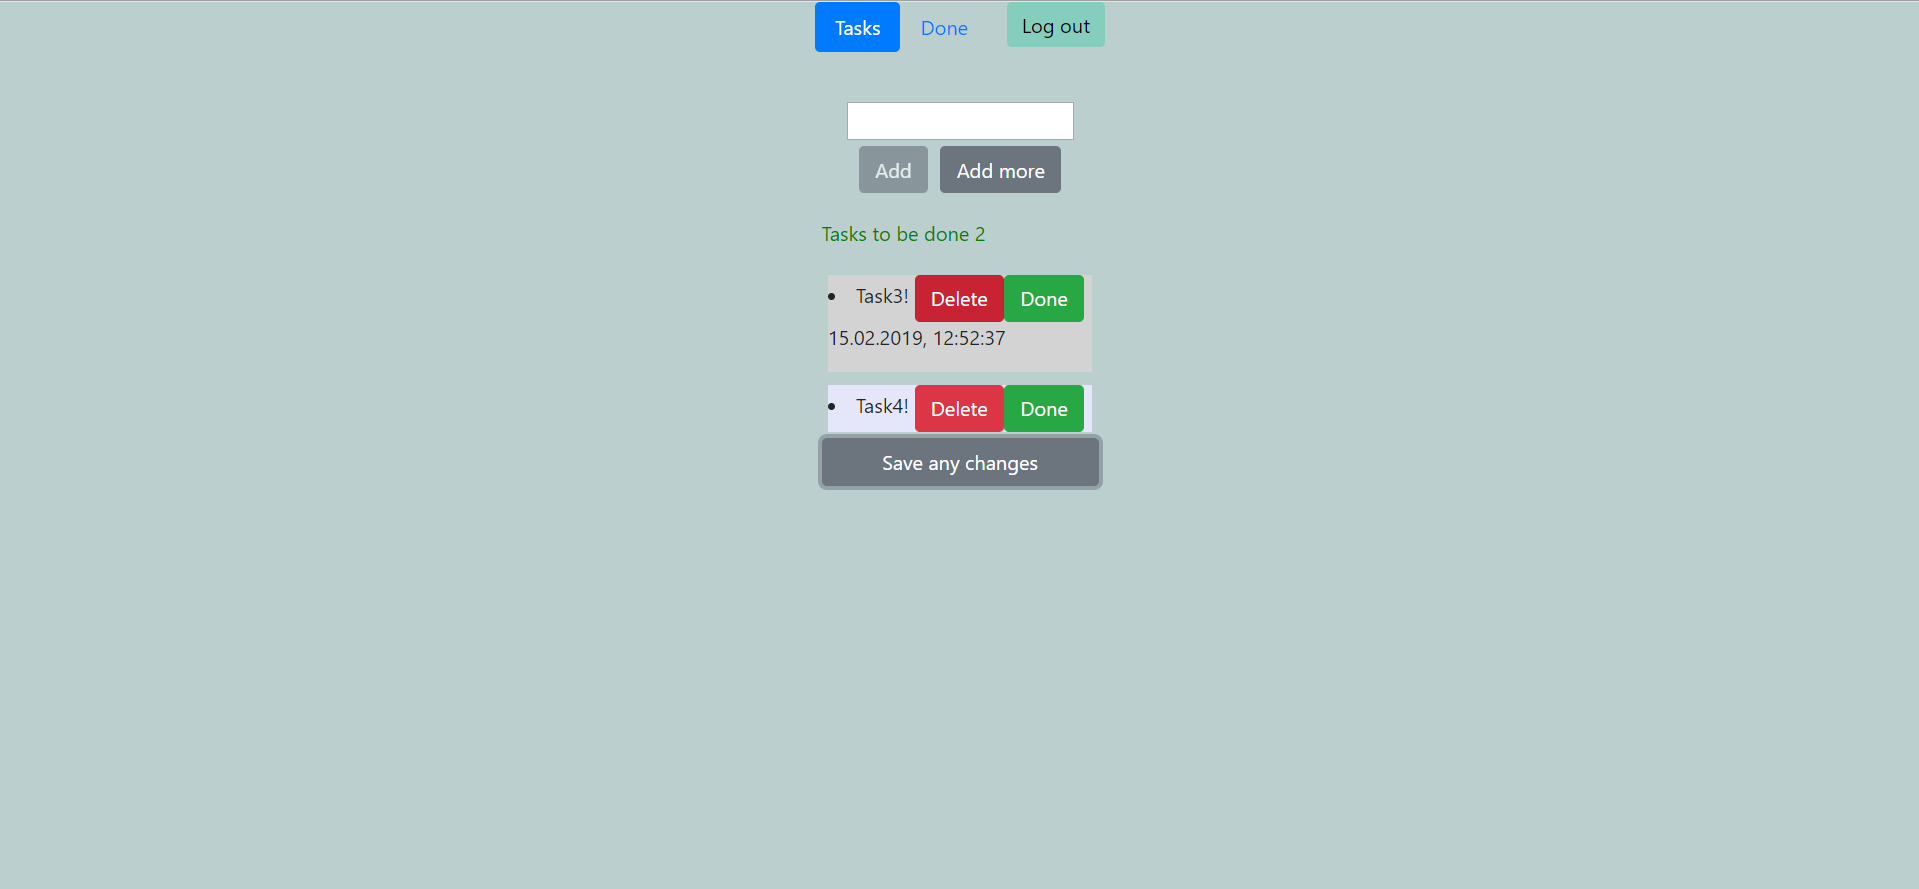 Tasks Done Log out
Add Add more
Tasks to be done 2
Task3! Delete Done
15.02.2019, 12:52:37
Task4! Delete Done
Save any changes